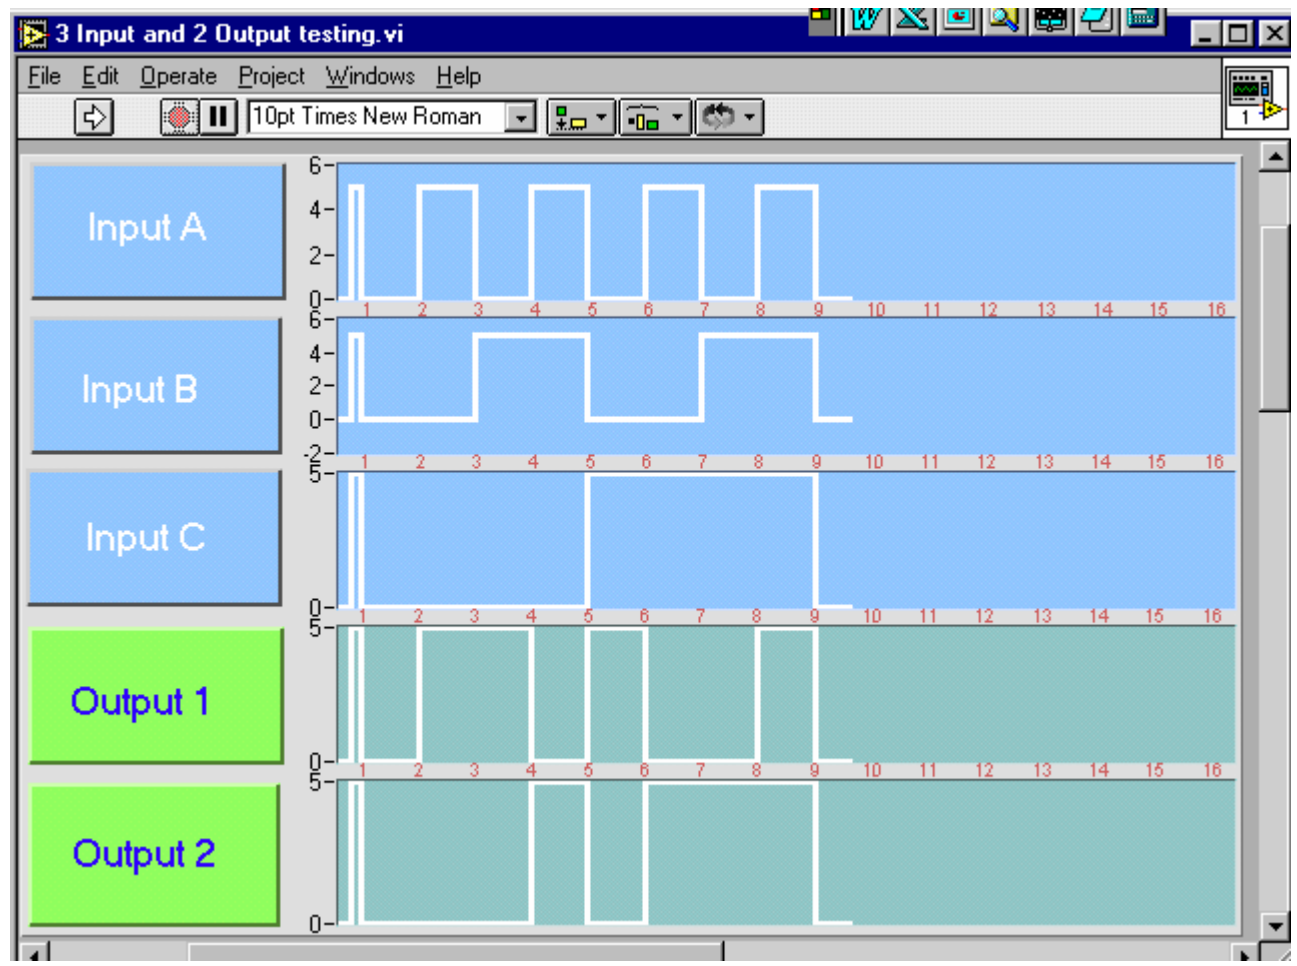 3 Input and 2 Output testing.vi
File Edit Operate Project Windows Help
10pt Times New Roman
1
Input A
6
4
2
0
1 2 3 4 5 6 7 8 9 10 11 12 13 14 15 16
Input B
6
4
2
0
-2
1 2 3 4 5 6 7 8 9 10 11 12 13 14 15 16
Input C
5
0
1 2 3 4 5 6 7 8 9 10 11 12 13 14 15 16
Output 1
5
0
1 2 3 4 5 6 7 8 9 10 11 12 13 14 15 16
Output 2
5
0